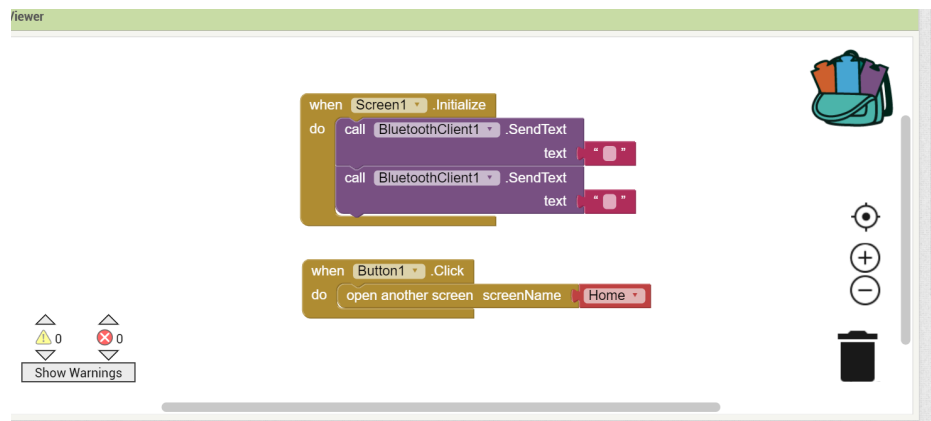 Viewer
when Screen1 .Initialize
do call BluetoothClient1 .SendText
text " "
call BluetoothClient1 .SendText
text " "
when Button1 .Click
do open another screen screenName Home
0 0
Show Warnings